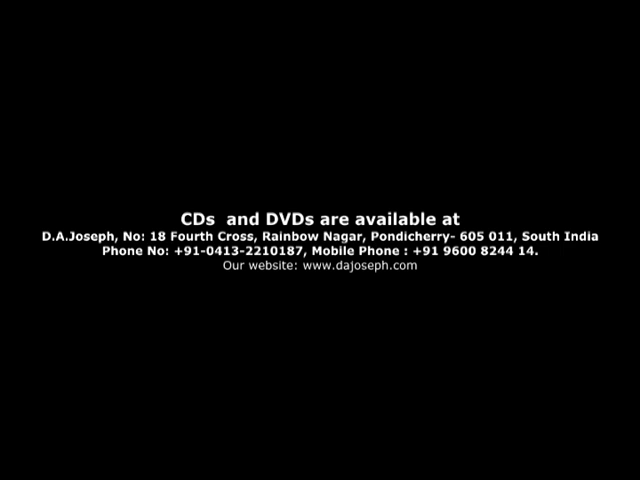 CDs  and DVDs are available at
D.A.Joseph, No: 18 Fourth Cross, Rainbow Nagar, Pondicherry- 605 011, South India
Phone No: +91-0413-2210187, Mobile Phone : +91 9600 8244 14.
Our website: www.dajoseph.com